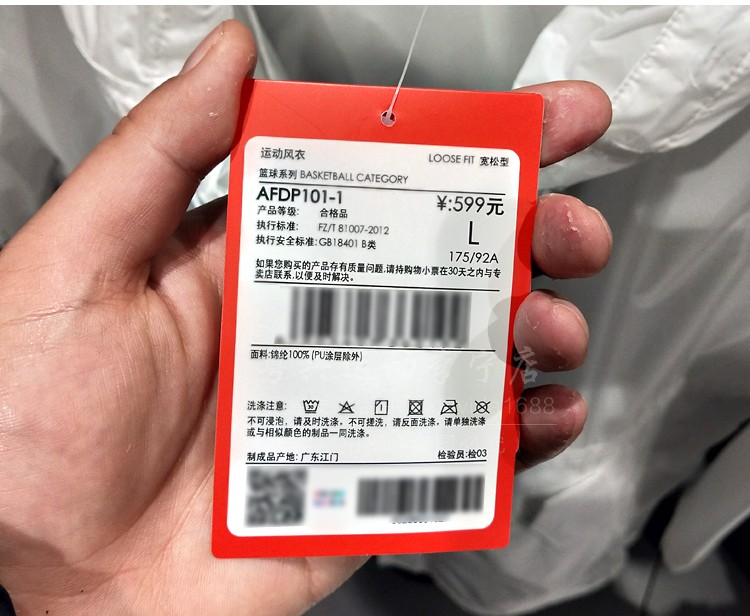 运动风衣 LOOSE FIT 宽松型
篮球系列 BASKETBALL CATEGORY
AFDP101-1 ¥:599元
产品等级: 合格品
执行标准: FZ/T 81007-2012 L
执行安全标准:GB18401 B类 175/92A
如果您购买的产品存有质量问题,请持购物小票在30天之内与专
卖店联系,以便及时解决。
面料:锦纶100% (PU涂层除外)
洗涤注意:
不可浸泡，请及时洗涤。不可搓洗，请反面洗涤。请单独洗涤
或与相似颜色的制品一同洗涤。
制成品产地: 广东江门 检验员:检03